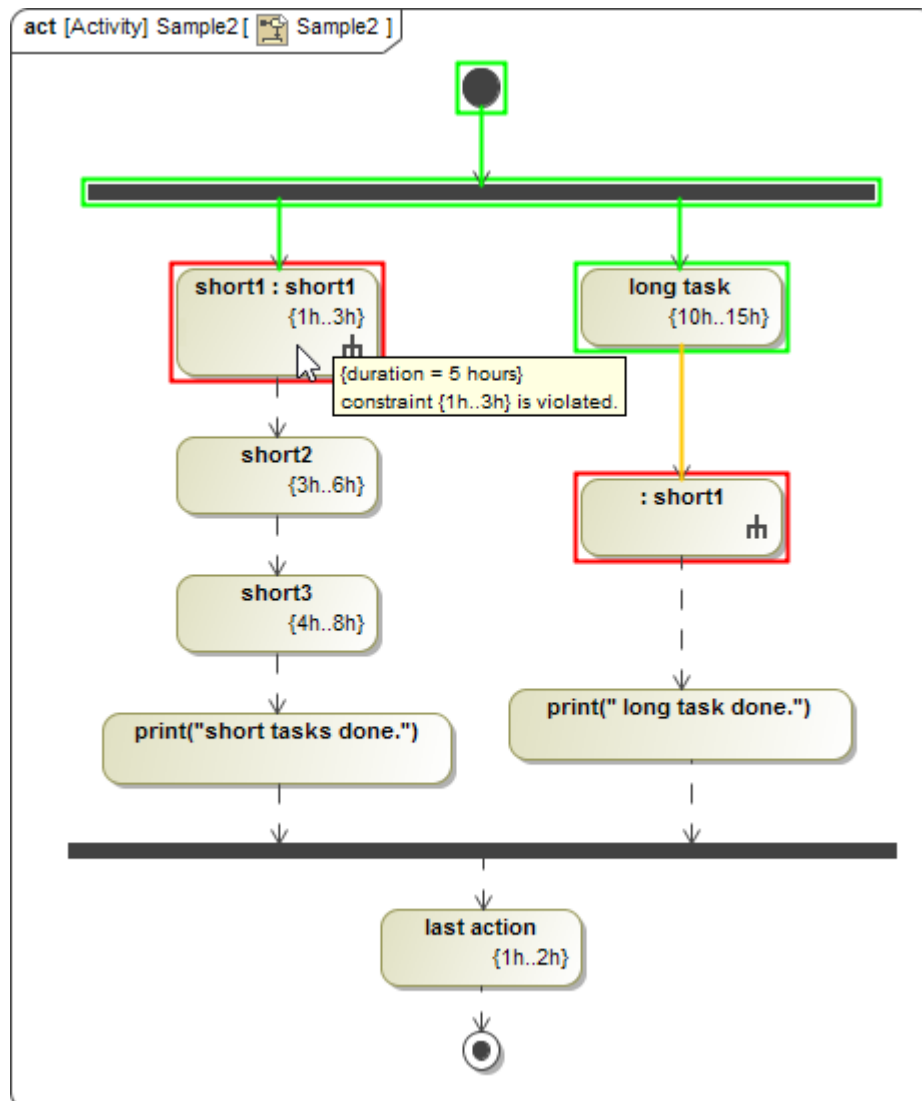 act [Activity] Sample2 [ Sample2 ]
short1 : short1
{1h..3h}
long task
{10h..15h}
{duration = 5 hours}
constraint {1h..3h} is violated.
short2
{3h..6h}
: short1
short3
{4h..8h}
print("short tasks done.")
print(" long task done.")
last action
{1h..2h}